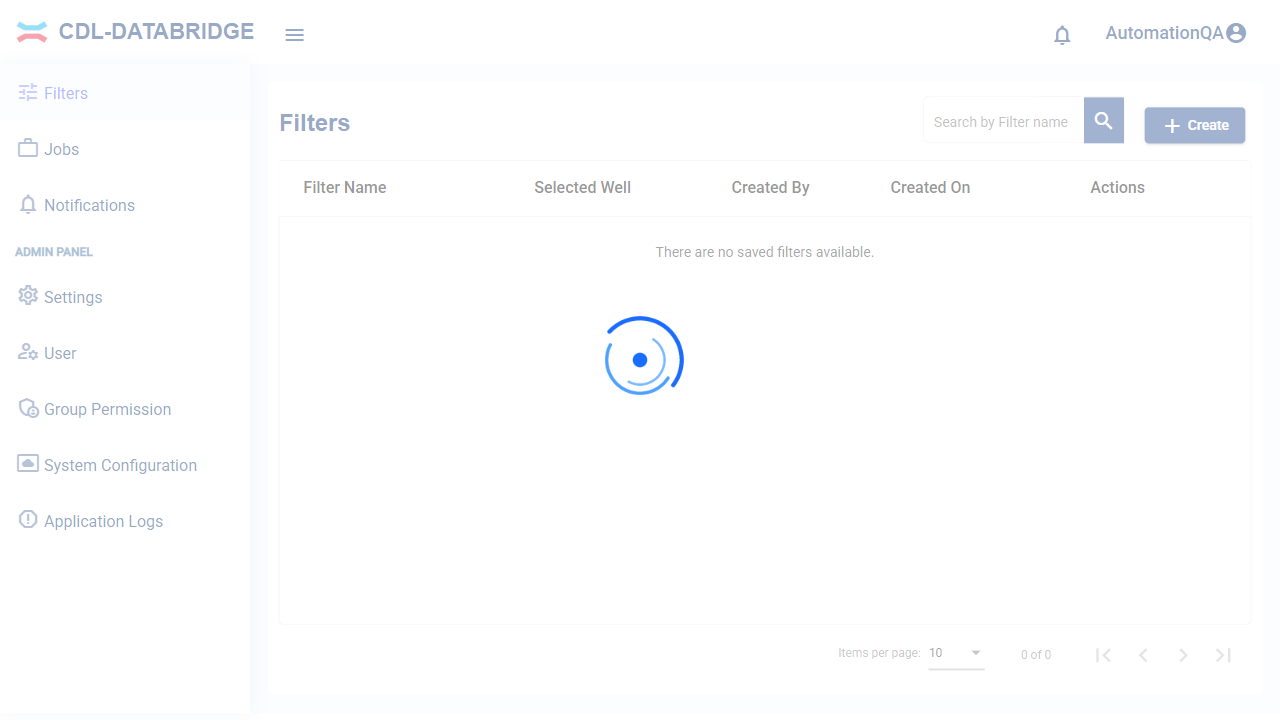 CDL-DATABRIDGE
AutomationQA
Filters
Jobs
Notifications
ADMIN PANEL
Settings
User
Group Permission
System Configuration
Application Logs
Filters
Search by Filter name
Create
Filter Name Selected Well Created By Created On Actions
There are no saved filters available.
Items per page: 10 0 of 0